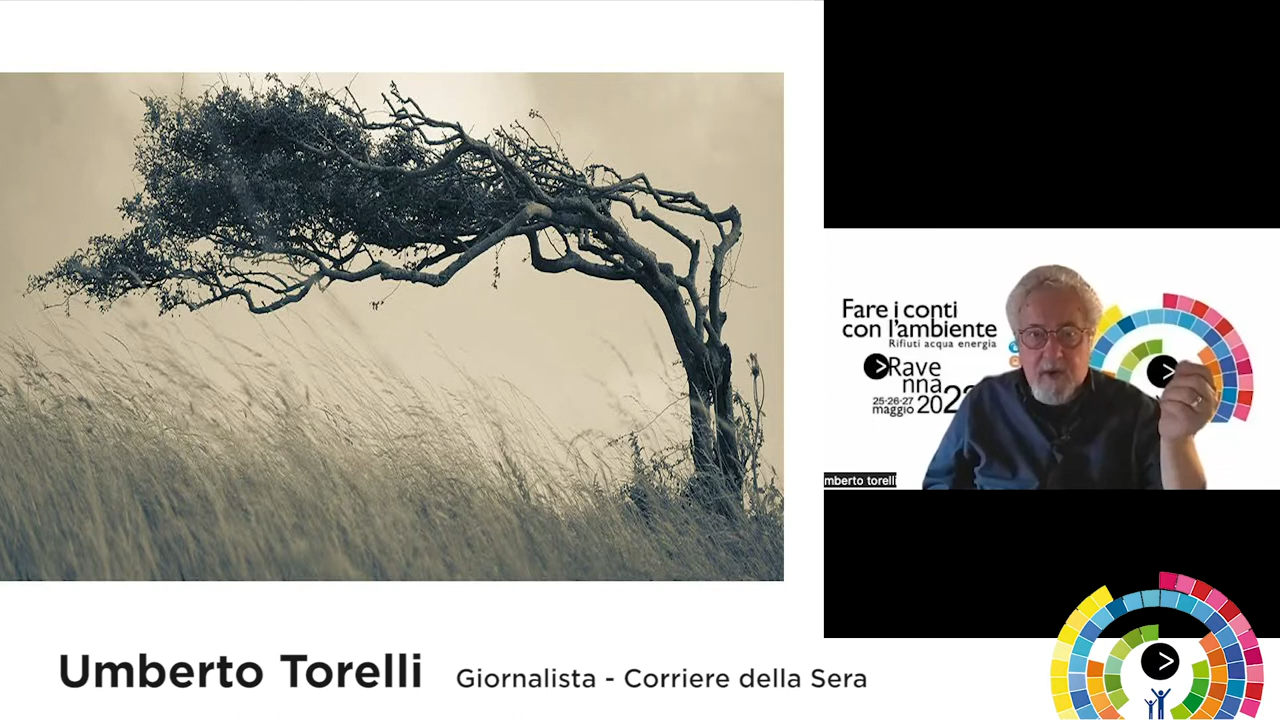 Fare i conti
con l'ambiente
Rifiuti acqua energia
Rave
nna
25-26-27
maggio 202
mberto torelli
Umberto Torelli Giornalista - Corriere della Sera